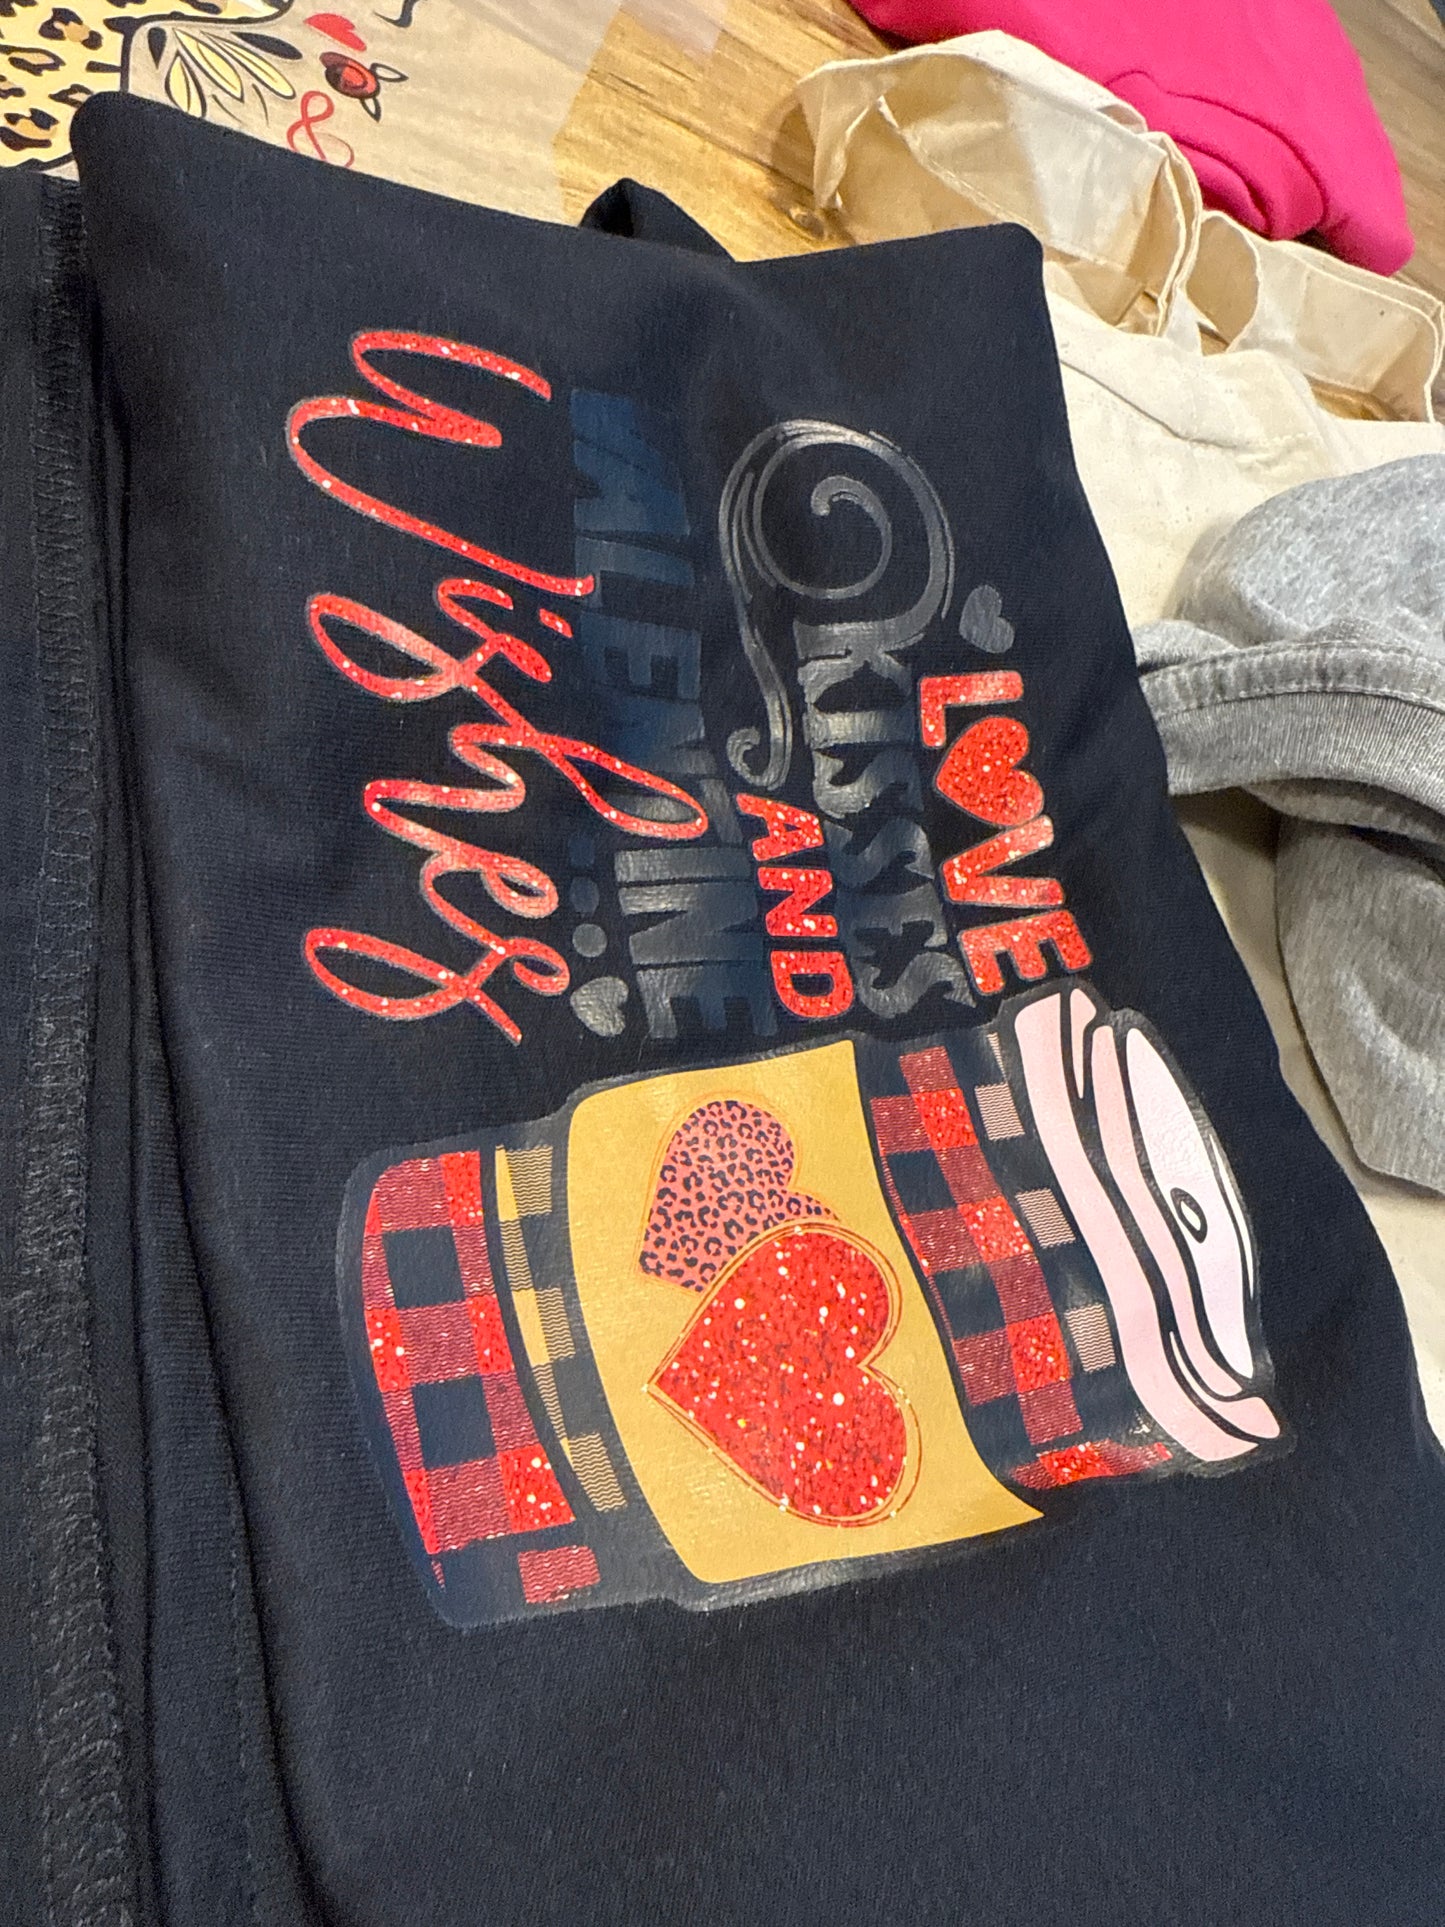 LOVE
KISSES
AND
VALENTINE
Wishes
&